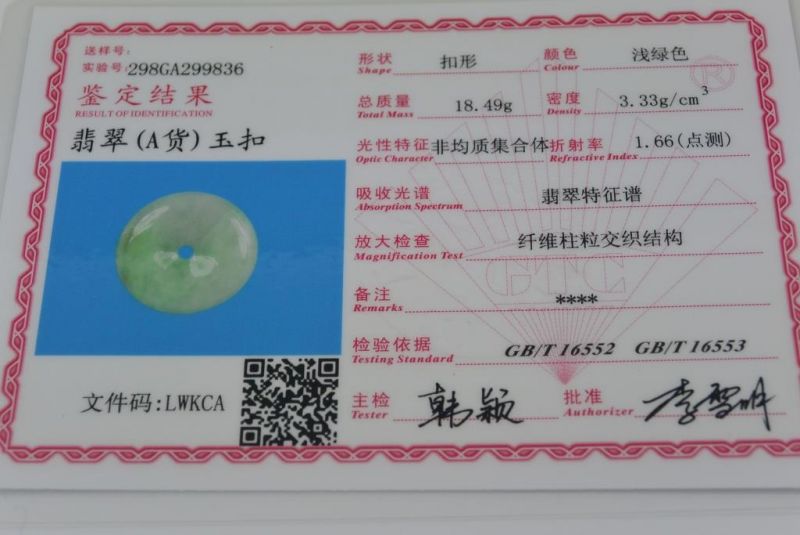 送样号:
实验号:298GA299836
鉴定结果
RESULT OF IDENTIFICATION
翡翠(A货)玉扣
文件码:LWKCA
形状 扣形 颜色 浅绿色
Shape Colour
总质量 18.49g 密度 3.33g/cm³
Total Mass Density
光性特征 非均质集合体 折射率 1.66(点测)
Optic Character Refractive Index
吸收光谱 翡翠特征谱
Absorption Spectrum
放大检查 纤维柱粒交织结构
Magnification Test
备注 ****
Remarks
检验依据 GB/T 16552 GB/T 16553
Testing Standard
主检 韩颖 批准
Tester Authorizer
GTC
®